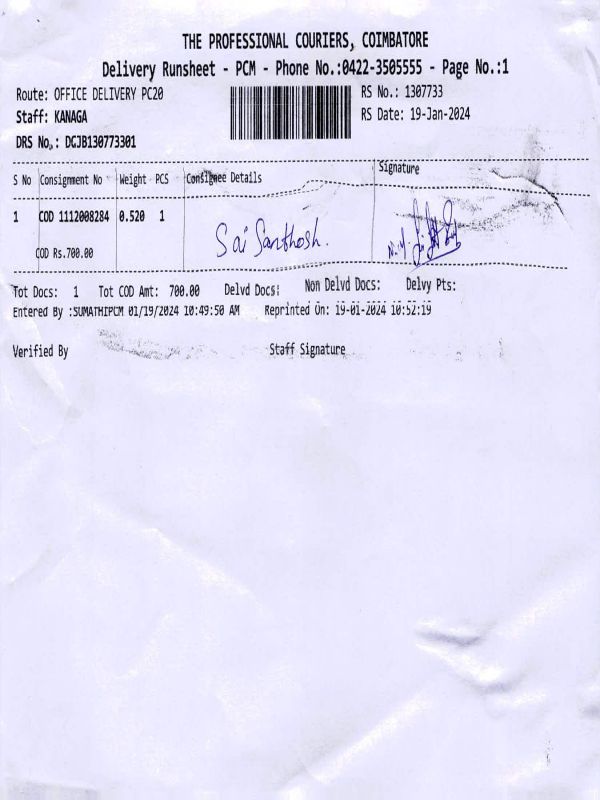 THE PROFESSIONAL COURIERS, COIMBATORE
Delivery Runsheet - PCM - Phone No.:0422-3505555 - Page No.:1
Route: OFFICE DELIVERY PC20 RS No.: 1307733
Staff: KANAGA RS Date: 19-Jan-2024
DRS No.: DGJB130773301
S No Consignment No Weight PCS Consignee Details Signature
1 COD 1112008284 0.520 1
Sai Santhosh.
COD Rs.700.00
Tot Docs: 1 Tot COD Amt: 700.00 Delvd Docs: Non Delvd Docs: Delvy Pts:
Entered By :SUMATHIPCM 01/19/2024 10:49:50 AM Reprinted On: 19-01-2024 10:52:19
Verified By Staff Signature